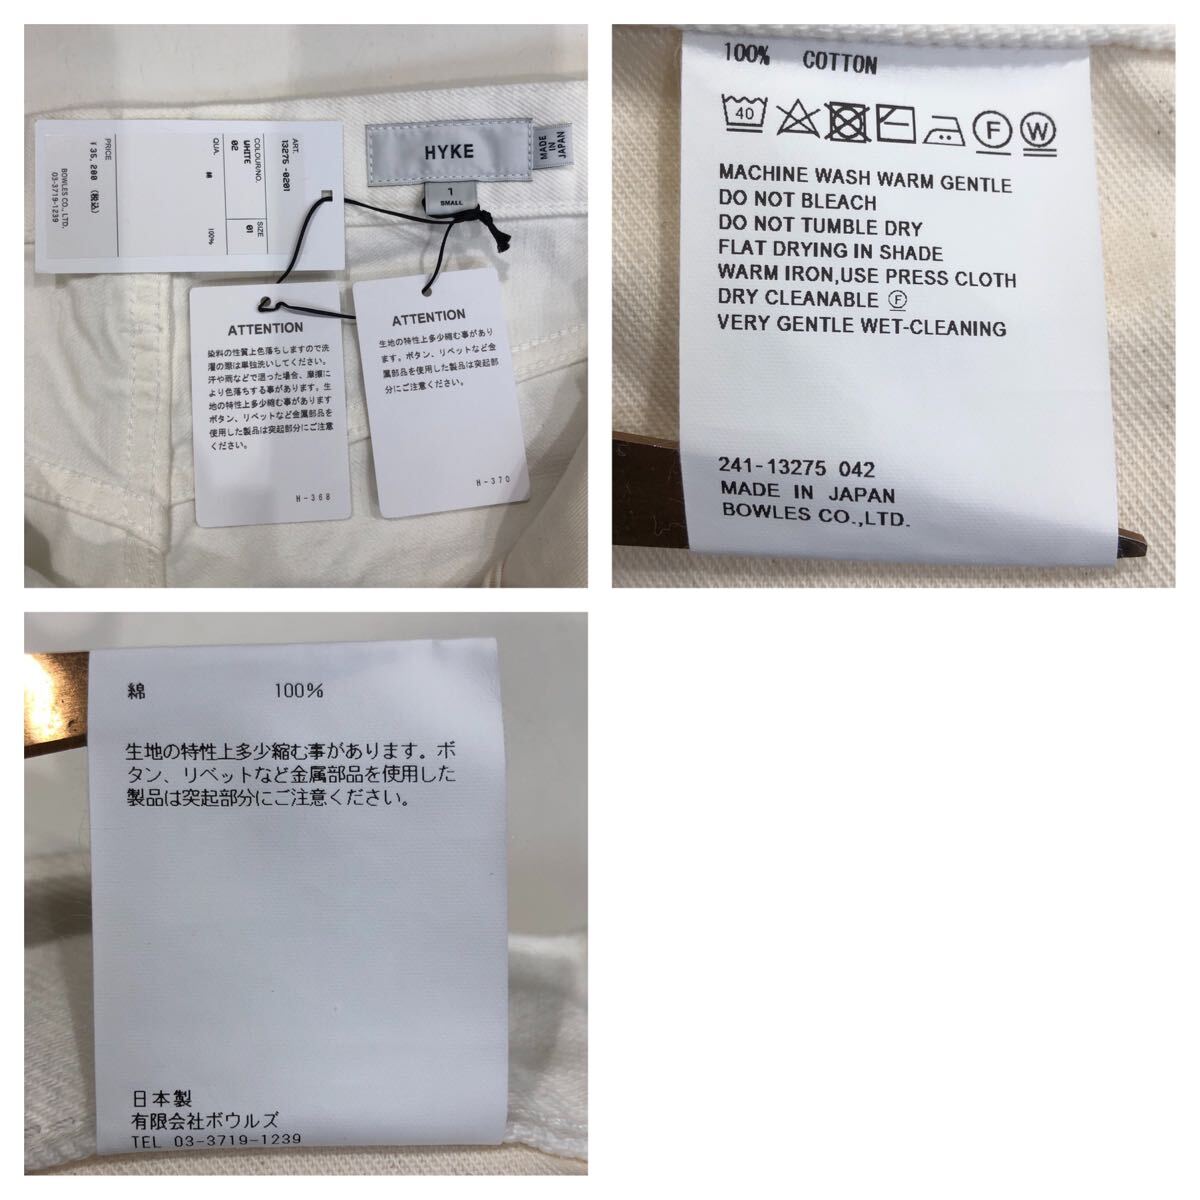 ART.
13275-0201
COLOUR/NO.
WHITE
02
SIZE
01
QUA.
綿
100%
BOWLES CO., LTD.
03-3719-1239
PRICE
¥35,200 (税込)
HYKE
MADE
IN
JAPAN
1
SMALL
ATTENTION
染料の性質上色落ちしますので洗
濯の際は単独洗いしてください。
汗や雨などで湿った場合、摩擦に
より色落ちする事があります。生
地の特性上多少縮む事があります
ボタン、リベットなど金属部品を
使用した製品は突起部分にご注意
ください。
H-368
ATTENTION
生地の特性上多少縮む事があり
ます。ボタン、リベットなど金
属部品を使用した製品は突起部
分にご注意ください。
H-370
100% COTTON
40
F W
MACHINE WASH WARM GENTLE
DO NOT BLEACH
DO NOT TUMBLE DRY
FLAT DRYING IN SHADE
WARM IRON,USE PRESS CLOTH
DRY CLEANABLE Ⓕ
VERY GENTLE WET-CLEANING
241-13275 042
MADE IN JAPAN
BOWLES CO.,LTD.
綿 100%
生地の特性上多少縮む事があります。ボ
タン、リベットなど金属部品を使用した
製品は突起部分にご注意ください。
日本製
有限会社ボウルズ
TEL 03-3719-1239